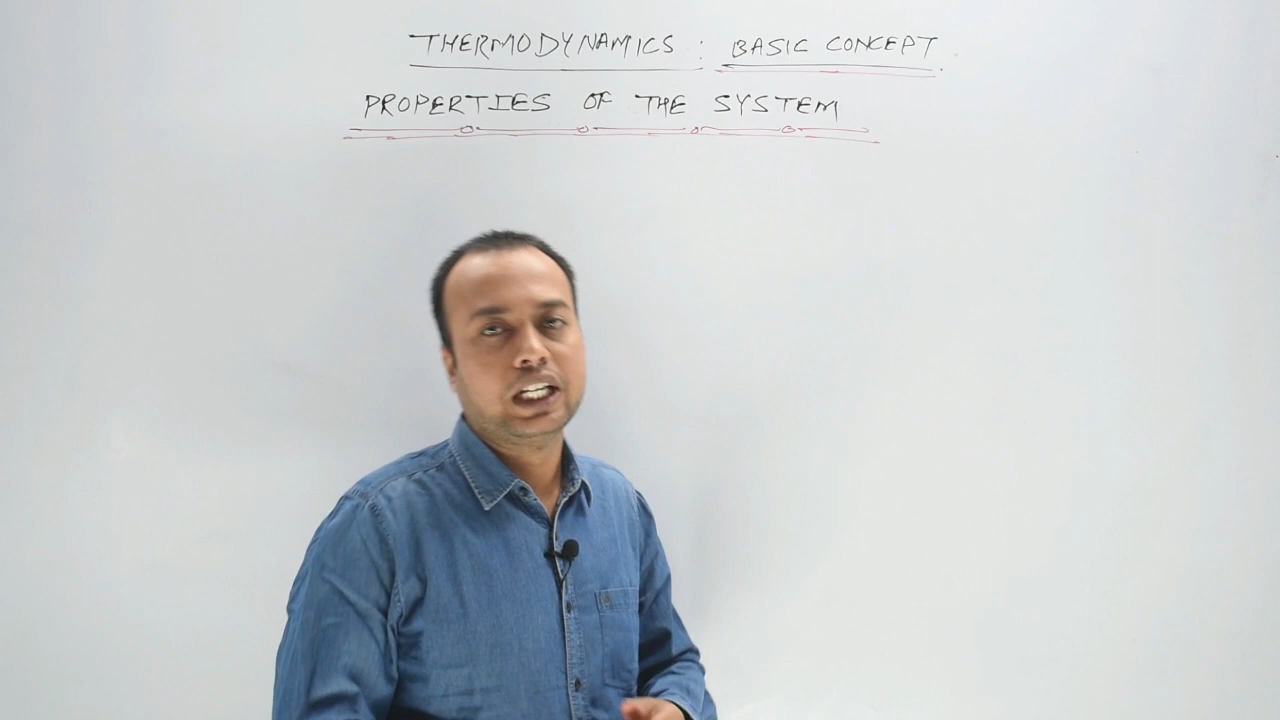 THERMODYNAMICS : BASIC CONCEPT.
PROPERTIES OF THE SYSTEM